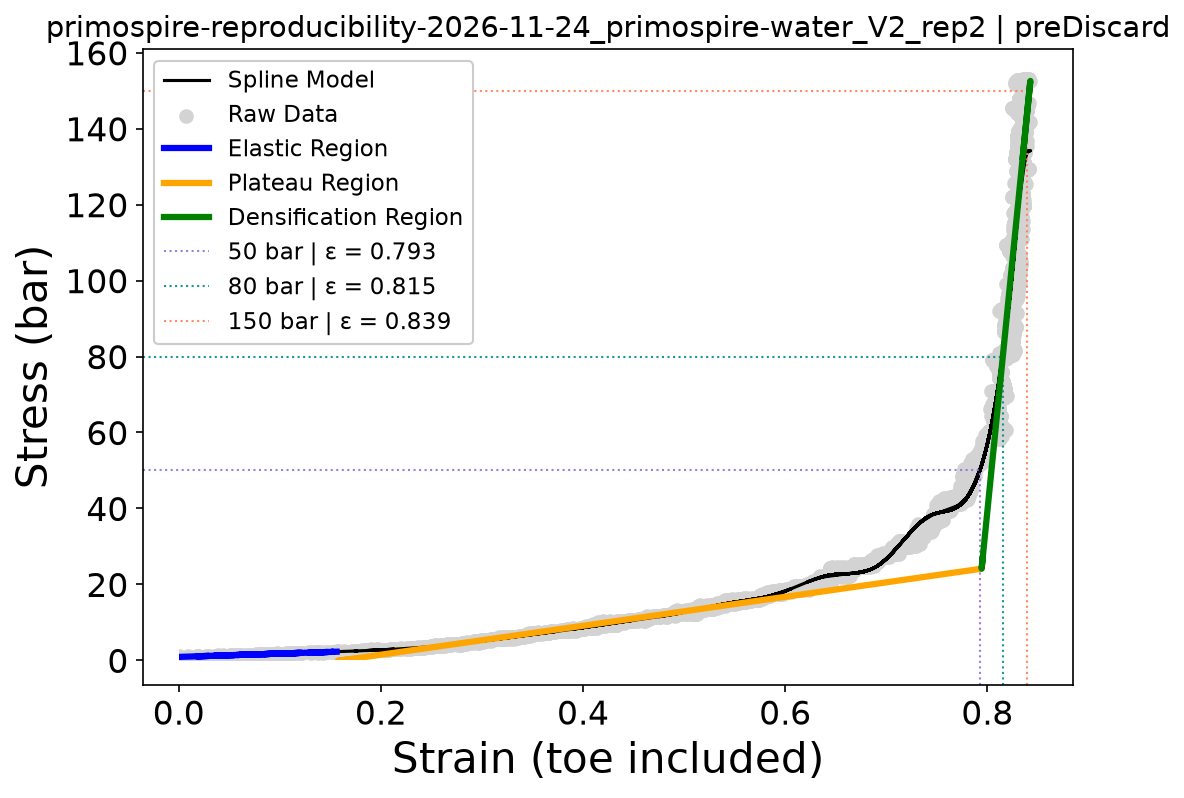 primospire-reproducibility-2026-11-24_primospire-water_V2_rep2 | preDiscard
Stress (bar)
160
140
120
100
80
60
40
20
0
Spline Model
Raw Data
Elastic Region
Plateau Region
Densification Region
50 bar | ε = 0.793
80 bar | ε = 0.815
150 bar | ε = 0.839
0.0
0.2
0.4
0.6
0.8
Strain (toe included)